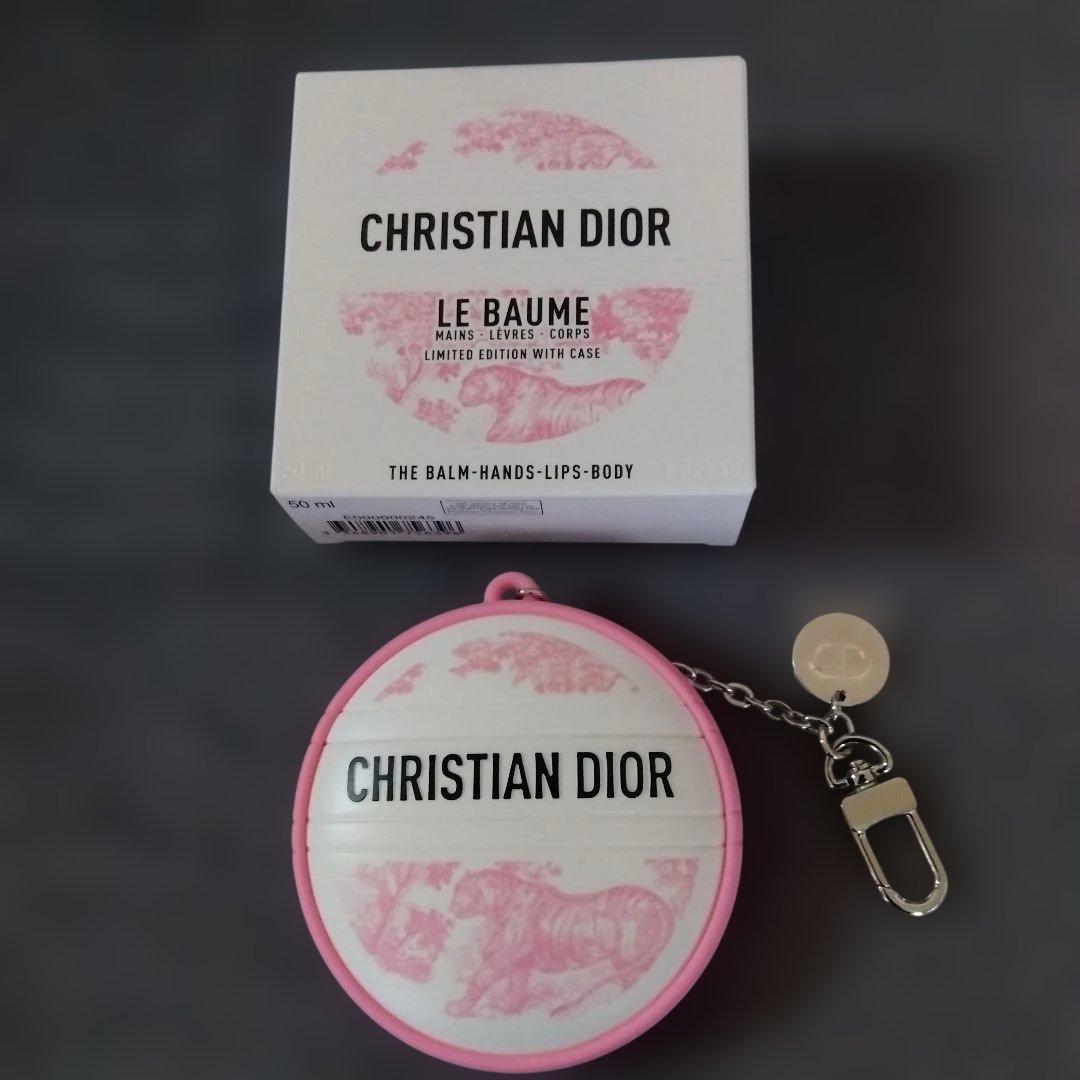 CHRISTIAN DIOR
LE BAUME
MAINS - LÈVRES - CORPS
LIMITED EDITION WITH CASE
THE BALM-HANDS-LIPS-BODY
50 ml
CD
CHRISTIAN DIOR